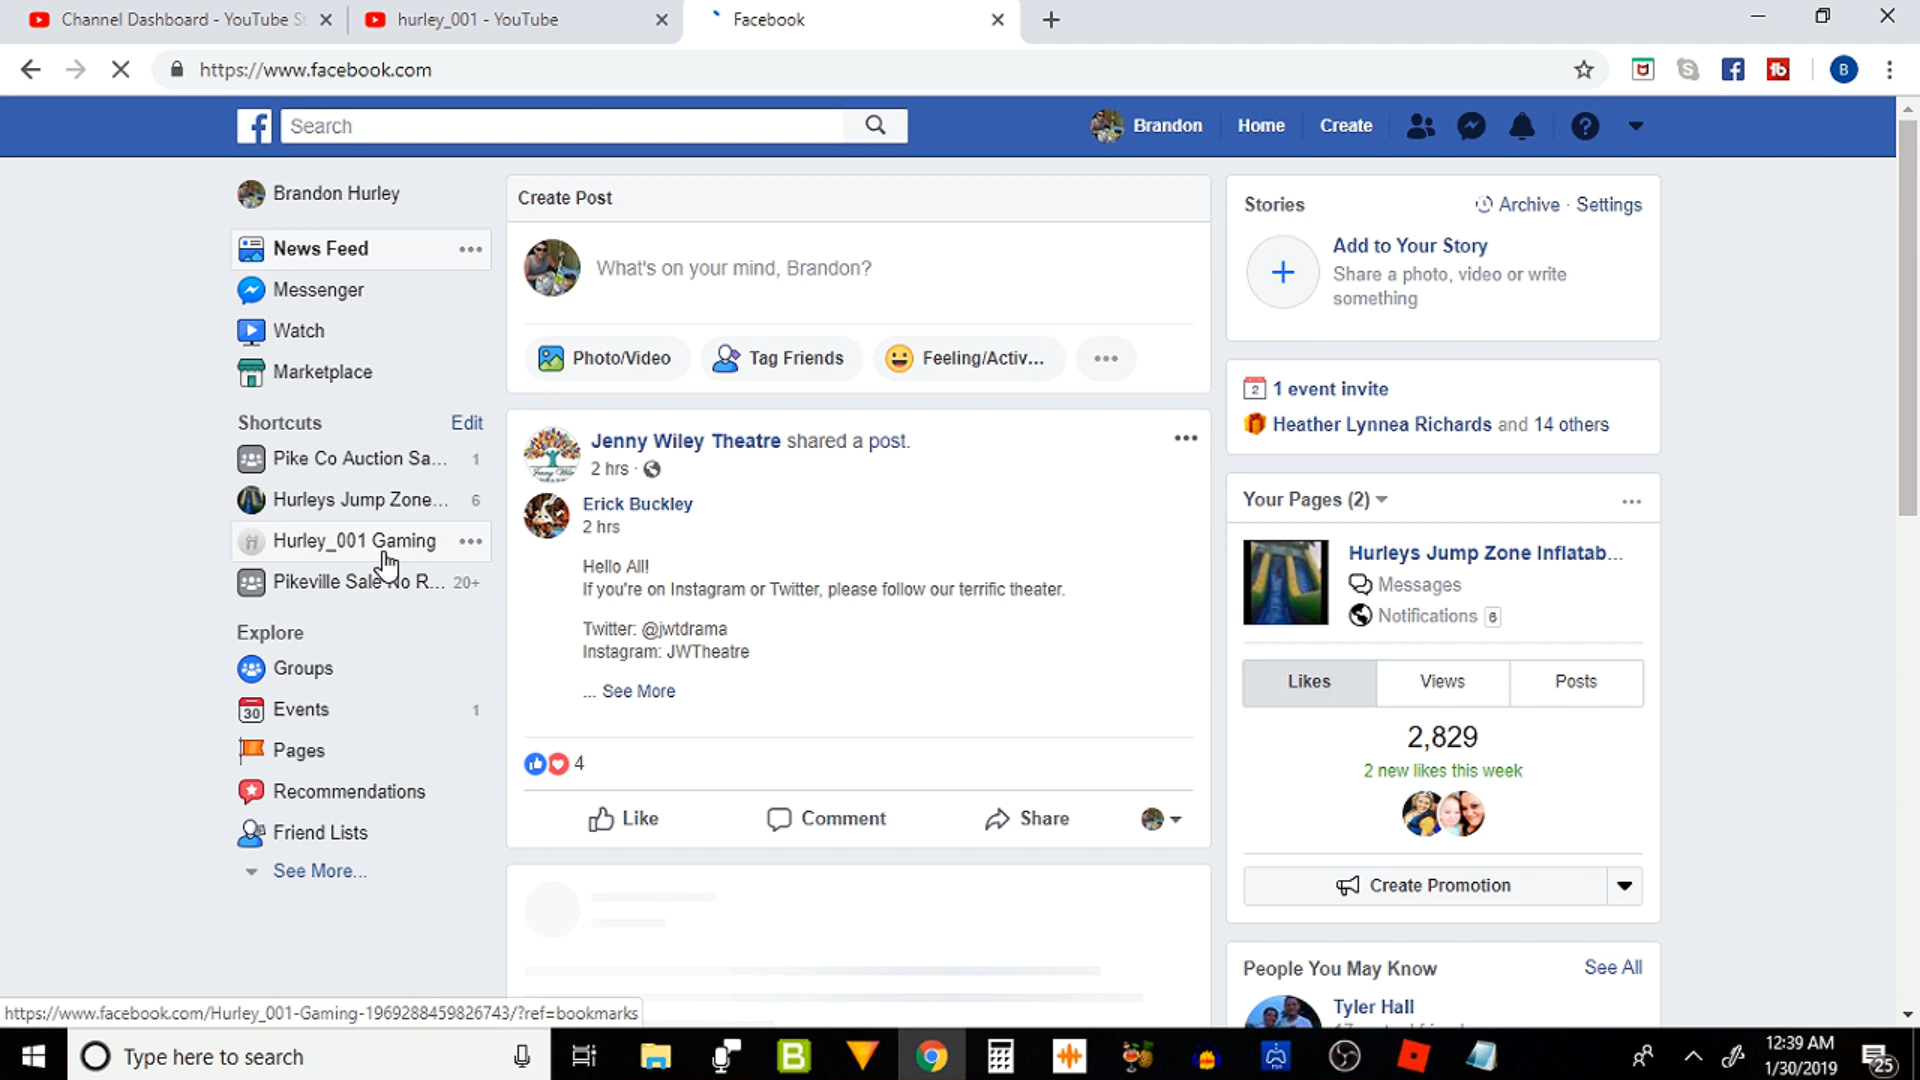 Channel Dashboard - YouTube St
hurley_001 - YouTube
Facebook
https://www.facebook.com
B
Search
Brandon
Home
Create
Brandon Hurley
News Feed
Messenger
Watch
Marketplace
Shortcuts
Edit
Pike Co Auction Sa... 1
Hurleys Jump Zone... 6
Hurley_001 Gaming
Pikeville Sale No R... 20+
Explore
Groups
30 Events 1
Pages
Recommendations
Friend Lists
See More...
Create Post
What's on your mind, Brandon?
Photo/Video
Tag Friends
Feeling/Activ...
Jenny Wiley Theatre shared a post.
2 hrs ·
Erick Buckley
2 hrs
Hello All!
If you're on Instagram or Twitter, please follow our terrific theater.
Twitter: @jwtdrama
Instagram: JWTheatre
... See More
4
Like
Comment
Share
Stories
Archive · Settings
Add to Your Story
Share a photo, video or write
something
2 1 event invite
Heather Lynnea Richards and 14 others
Your Pages (2)
Hurleys Jump Zone Inflatab...
Messages
Notifications 6
Likes
Views
Posts
2,829
2 new likes this week
Create Promotion
People You May Know
See All
Tyler Hall
https://www.facebook.com/Hurley_001-Gaming-1969288459826743/?ref=bookmarks
Type here to search
12:39 AM
1/30/2019
25